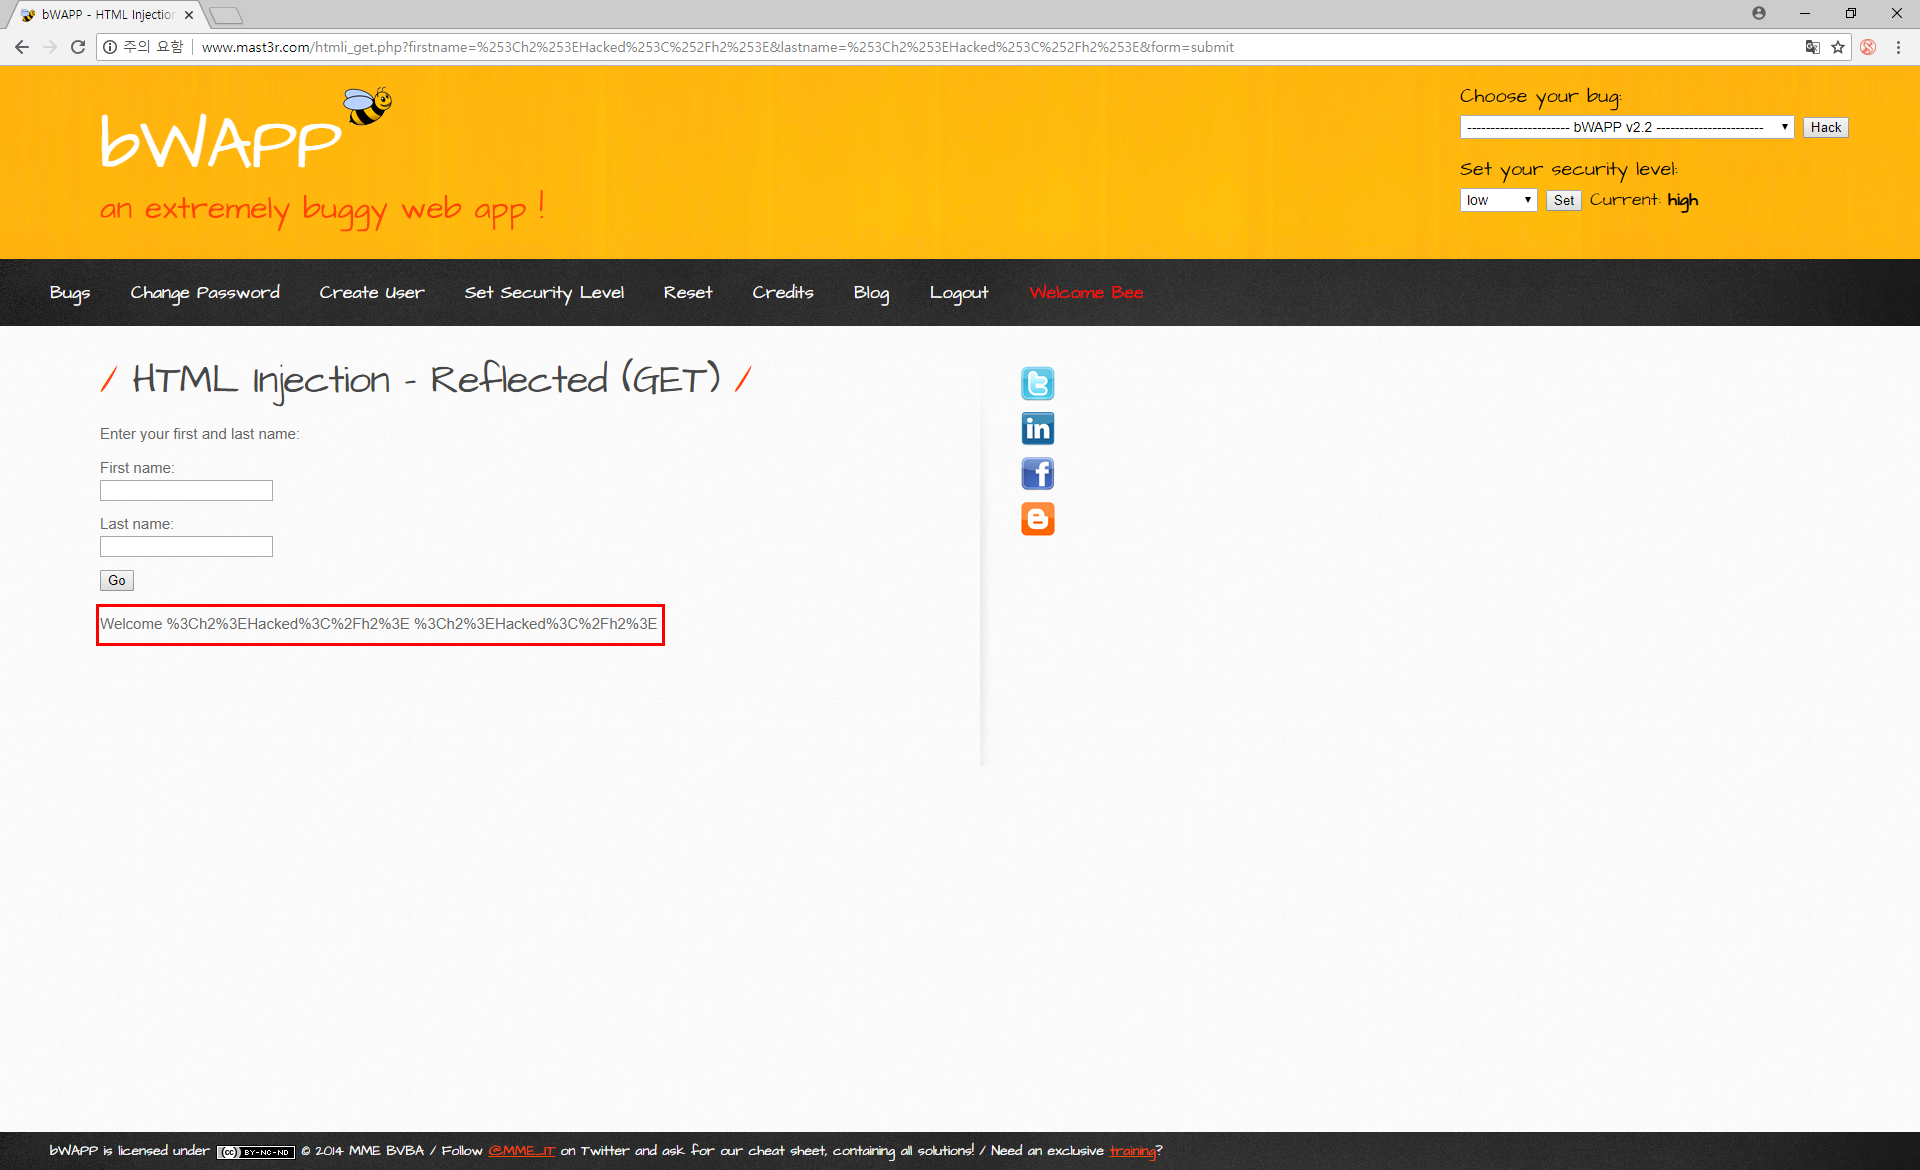 bWAPP - HTML Injection
주의 요함 www.mast3r.com/htmli_get.php?firstname=%253Ch2%253EHacked%253C%252Fh2%253E&lastname=%253Ch2%253EHacked%253C%252Fh2%253E&form=submit
bWAPP
an extremely buggy web app !
Choose your bug:
---------------------- bWAPP v2.2 ----------------------- Hack
Set your security level:
low Set Current: high
Bugs Change Password Create User Set Security Level Reset Credits Blog Logout Welcome Bee
/ HTML Injection - Reflected (GET) /
Enter your first and last name:
First name:
Last name:
Go
Welcome %3Ch2%3EHacked%3C%2Fh2%3E %3Ch2%3EHacked%3C%2Fh2%3E
bWAPP is licensed under (cc) BY-NC-ND © 2014 MME BVBA / Follow @MME_IT on Twitter and ask for our cheat sheet, containing all solutions! / Need an exclusive training?